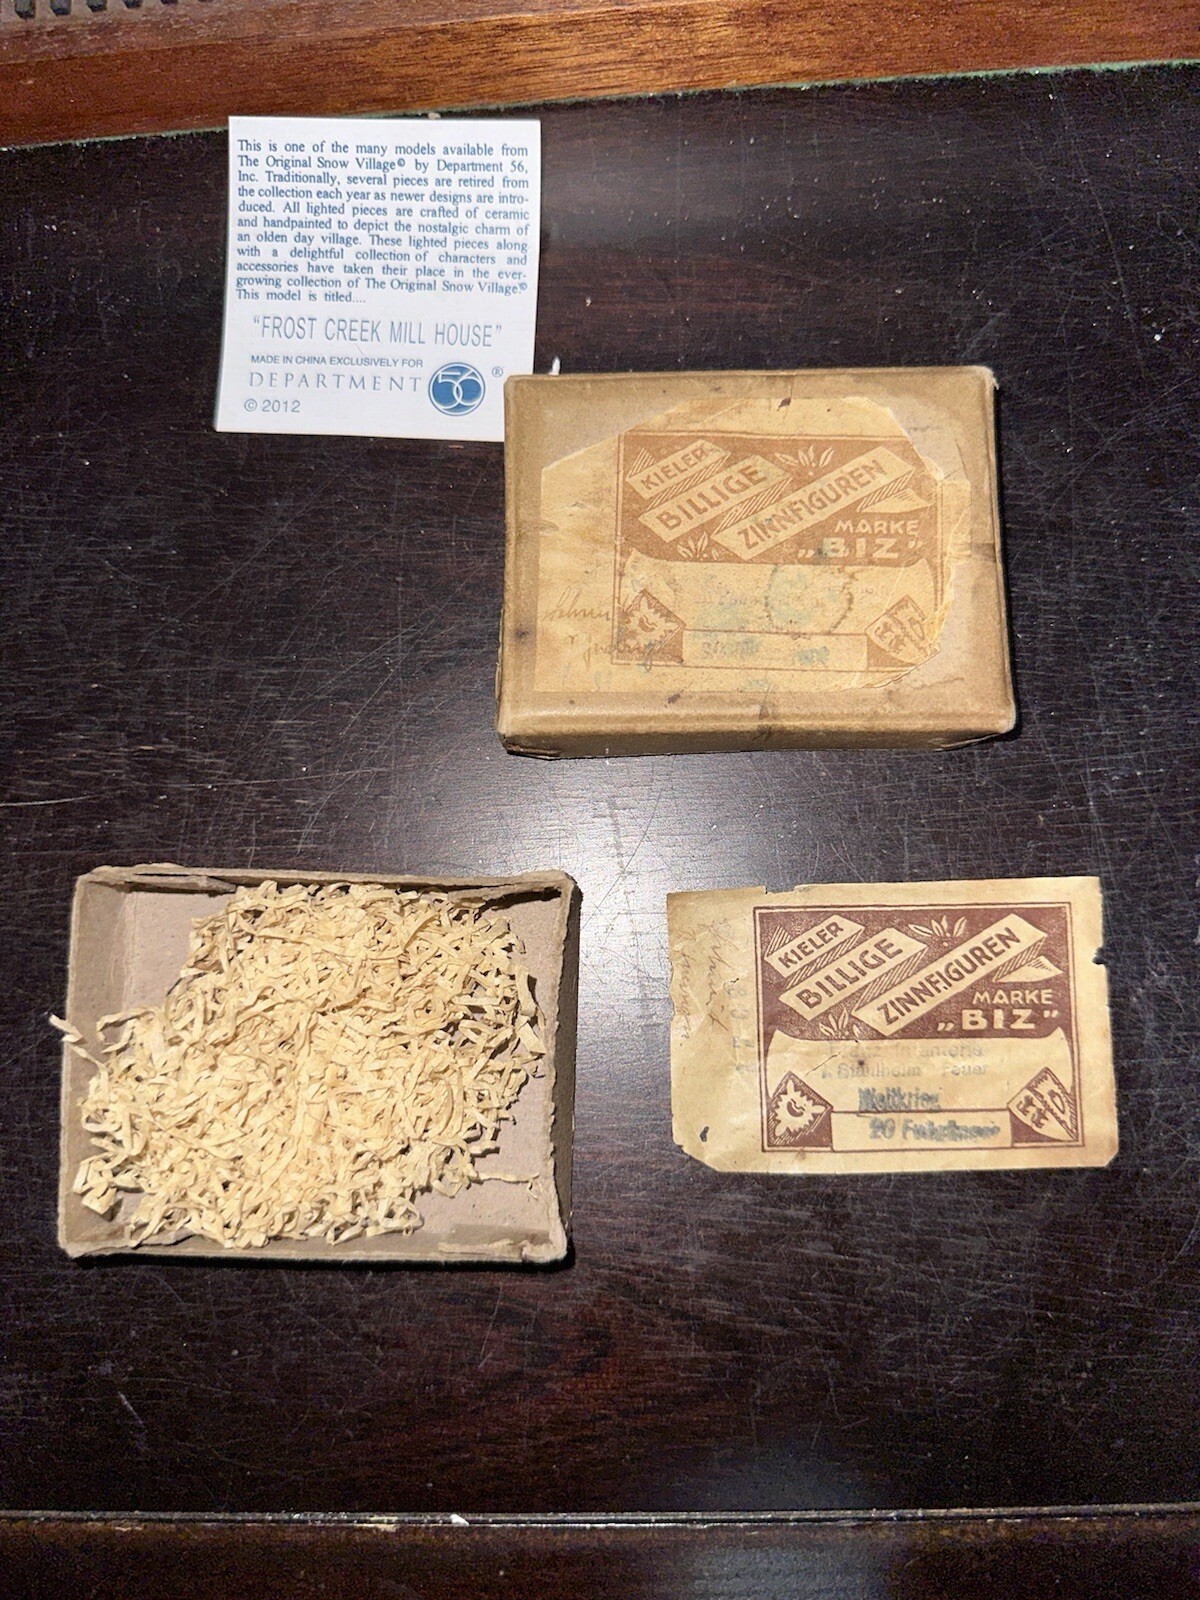 This is one of the many models available from
The Original Snow Village© by Department 56,
Inc. Traditionally, several pieces are retired from
the collection each year as newer designs are intro-
duced. All lighted pieces are crafted of ceramic
and handpainted to depict the nostalgic charm of
an olden day village. These lighted pieces along
with a delightful collection of characters and
accessories have taken their place in the ever-
growing collection of The Original Snow Village.©
This model is titled....
"FROST CREEK MILL HOUSE"
MADE IN CHINA EXCLUSIVELY FOR
DEPARTMENT 56 ®
© 2012
KIELER
BILLIGE
ZINNFIGUREN
MARKE
„BIZ"
KIELER
BILLIGE
ZINNFIGUREN
MARKE
„BIZ"
Stahlholm Feuer
Weltkrieg
20